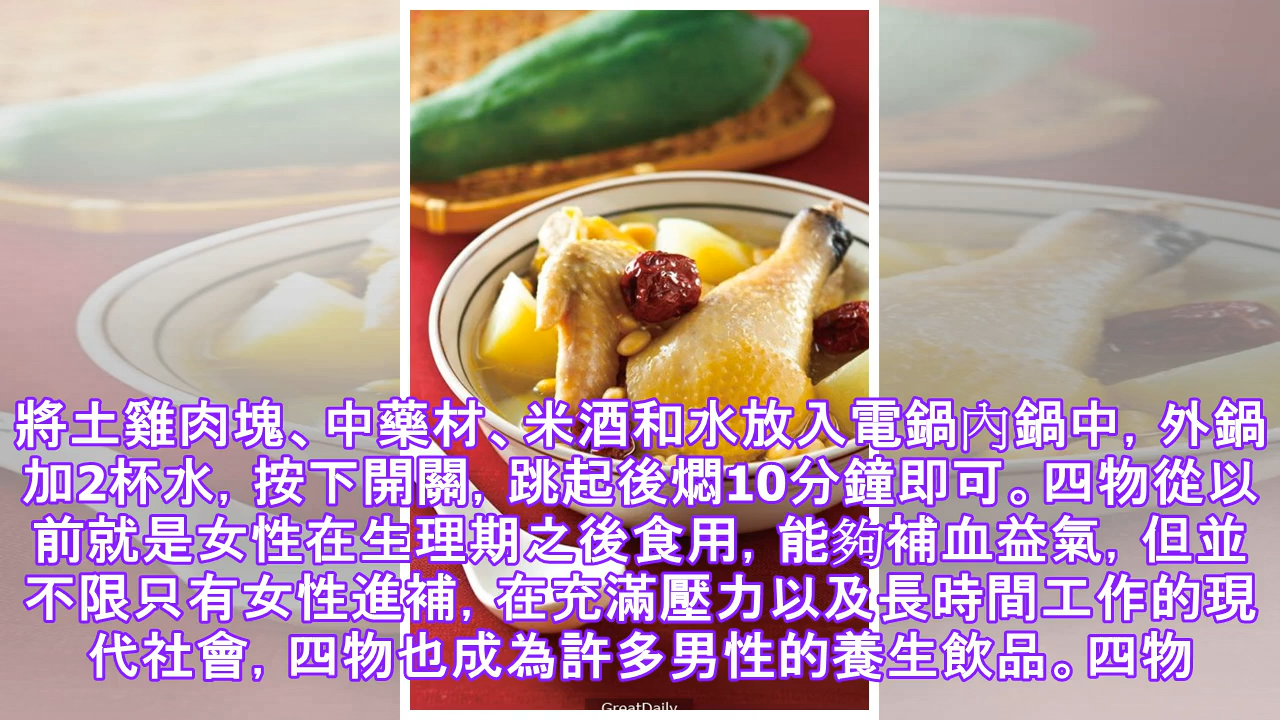 將土雞肉塊、中藥材、米酒和水放入電鍋內鍋中, 外鍋
加2杯水, 按下開關, 跳起後燜10分鐘即可。四物從以
前就是女性在生理期之後食用, 能夠補血益氣, 但並
不限只有女性進補, 在充滿壓力以及長時間工作的現
代社會, 四物也成為許多男性的養生飲品。四物
GreatDaily